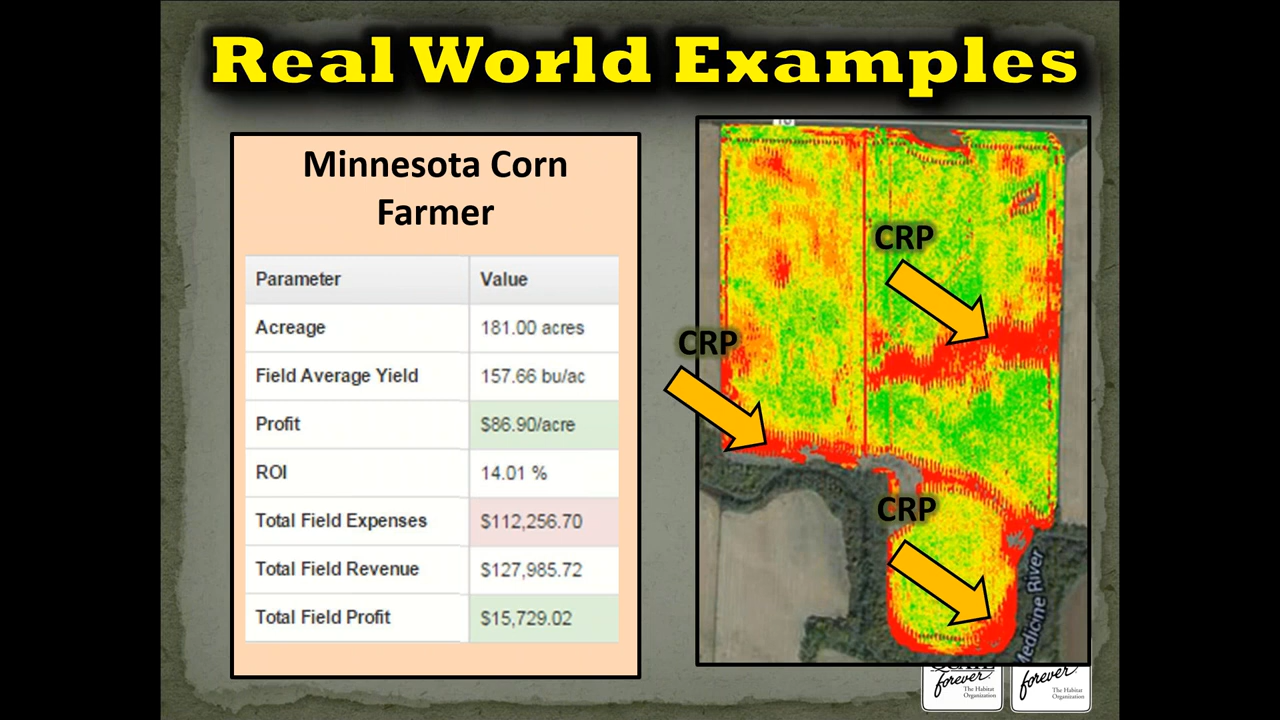 Real World Examples
Minnesota Corn
Farmer
Parameter Value
Acreage 181.00 acres
Field Average Yield 157.66 bu/ac
Profit $86.90/acre
ROI 14.01 %
Total Field Expenses $112,256.70
Total Field Revenue $127,985.72
Total Field Profit $15,729.02
CRP
CRP
CRP
Medicine River
forever
The Habitat
Organization
forever
The Habitat
Organization